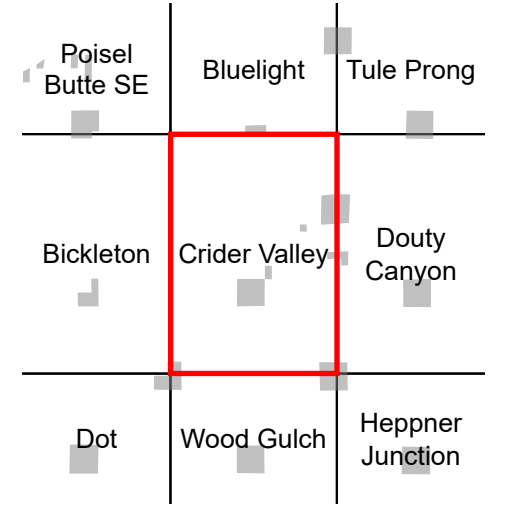 Poisel
Butte SE
Bluelight
Tule Prong
Bickleton
Crider Valley
Douty
Canyon
Dot
Wood Gulch
Heppner
Junction